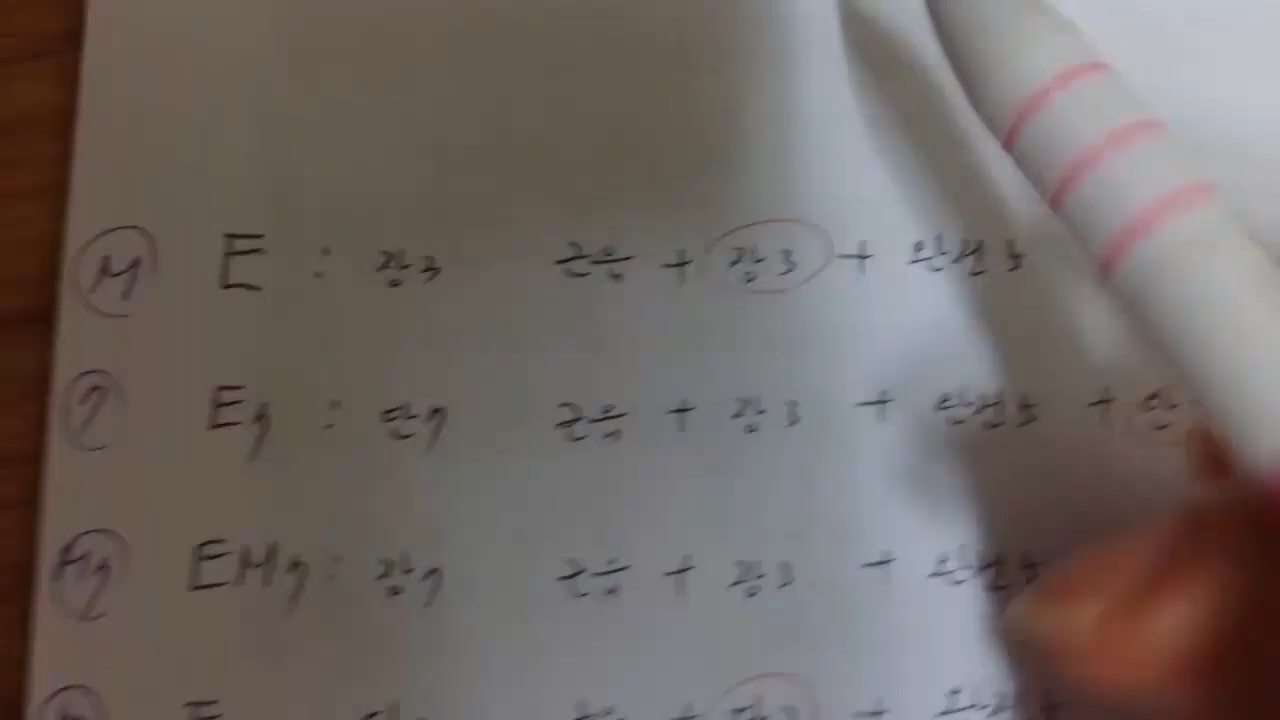 M E : 장3 근음 + 장3 + 완전5
7 E7 : 단7 근음 + 장3 + 완전5 + 단
M7 EM7 : 장7 근음 + 장3 + 완전5